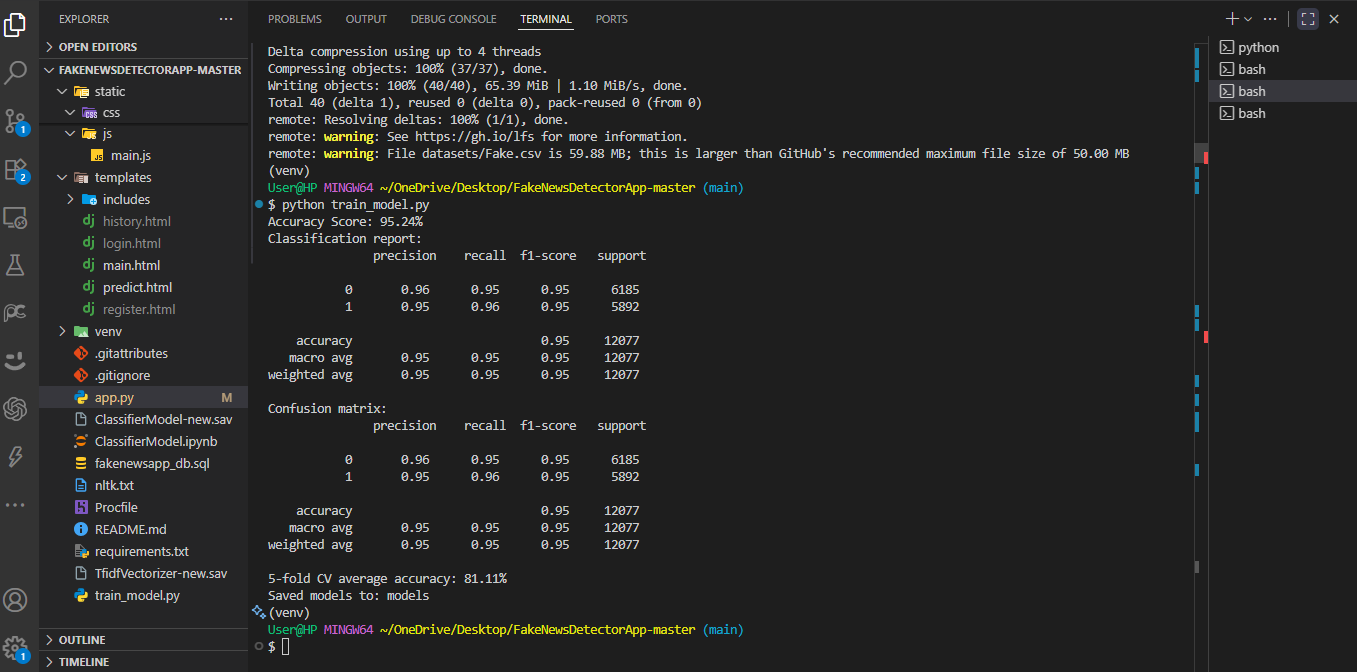 EXPLORER
OPEN EDITORS
FAKENEWSDETECTORAPP-MASTER
static
css
js
main.js
templates
includes
history.html
login.html
main.html
predict.html
register.html
venv
.gitattributes
.gitignore
app.py M
ClassifierModel-new.sav
ClassifierModel.ipynb
fakenewsapp_db.sql
nltk.txt
Procfile
README.md
requirements.txt
TfidfVectorizer-new.sav
train_model.py
OUTLINE
TIMELINE
1
2
1
PROBLEMS OUTPUT DEBUG CONSOLE TERMINAL PORTS
Delta compression using up to 4 threads
Compressing objects: 100% (37/37), done.
Writing objects: 100% (40/40), 65.39 MiB | 1.10 MiB/s, done.
Total 40 (delta 1), reused 0 (delta 0), pack-reused 0 (from 0)
remote: Resolving deltas: 100% (1/1), done.
remote: warning: See https://gh.io/lfs for more information.
remote: warning: File datasets/Fake.csv is 59.88 MB; this is larger than GitHub's recommended maximum file size of 50.00 MB
(venv)
User@HP MINGW64 ~/OneDrive/Desktop/FakeNewsDetectorApp-master (main)
$ python train_model.py
Accuracy Score: 95.24%
Classification report:
precision recall f1-score support
0 0.96 0.95 0.95 6185
1 0.95 0.96 0.95 5892
accuracy 0.95 12077
macro avg 0.95 0.95 0.95 12077
weighted avg 0.95 0.95 0.95 12077
Confusion matrix:
precision recall f1-score support
0 0.96 0.95 0.95 6185
1 0.95 0.96 0.95 5892
accuracy 0.95 12077
macro avg 0.95 0.95 0.95 12077
weighted avg 0.95 0.95 0.95 12077
5-fold CV average accuracy: 81.11%
Saved models to: models
(venv)
User@HP MINGW64 ~/OneDrive/Desktop/FakeNewsDetectorApp-master (main)
$
python
bash
bash
bash